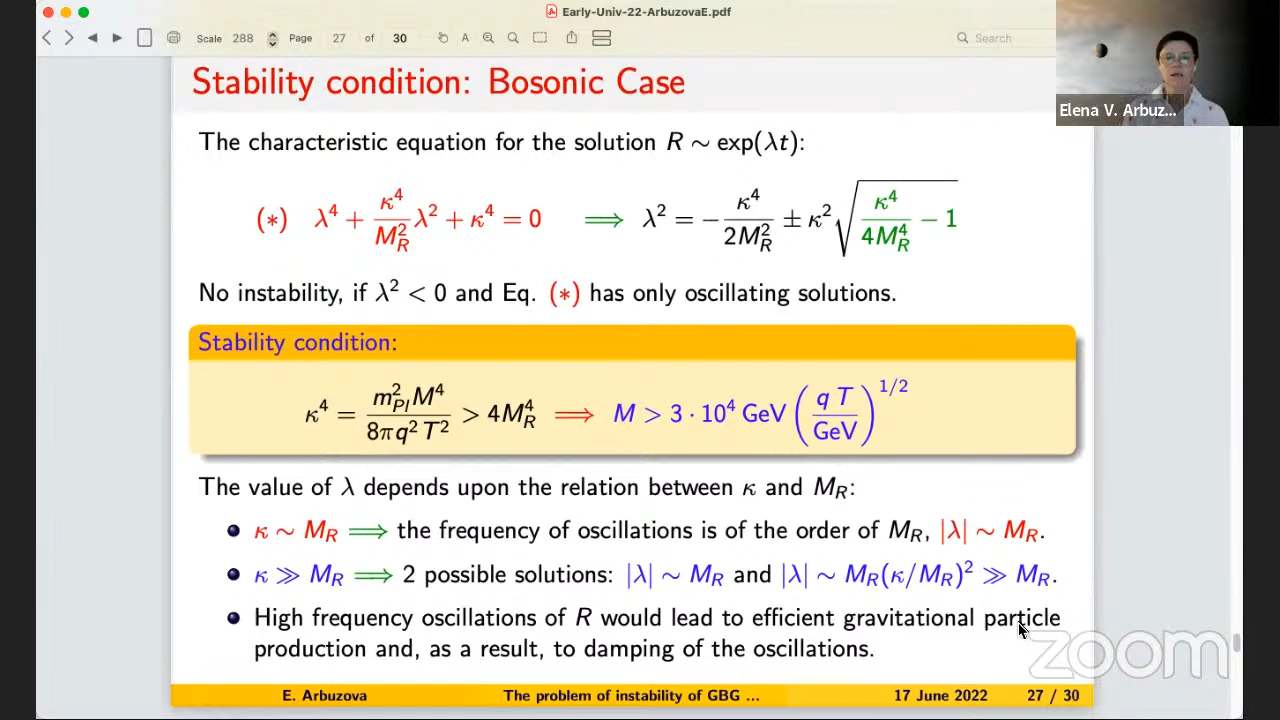 Early-Univ-22-ArbuzovaE.pdf
Scale 288 Page 27 of 30 A Search
Stability condition: Bosonic Case
Elena V. Arbuz...
The characteristic equation for the solution R ∼ exp(λt):
(∗) λ⁴ + κ⁴/M_R² λ² + κ⁴ = 0 ⟹ λ² = −κ⁴/2M_R² ± κ²√(κ⁴/4M_R⁴ − 1)
No instability, if λ² < 0 and Eq. (∗) has only oscillating solutions.
Stability condition:
κ⁴ = m_Pl² M⁴/8πq²T² > 4M_R⁴ ⟹ M > 3 · 10⁴ GeV (q T/GeV)^1/2
The value of λ depends upon the relation between κ and M_R:
κ ∼ M_R ⟹ the frequency of oscillations is of the order of M_R, |λ| ∼ M_R.
κ ≫ M_R ⟹ 2 possible solutions: |λ| ∼ M_R and |λ| ∼ M_R(κ/M_R)² ≫ M_R.
High frequency oscillations of R would lead to efficient gravitational particle
production and, as a result, to damping of the oscillations.
zoom
E. Arbuzova The problem of instability of GBG ... 17 June 2022 27 / 30